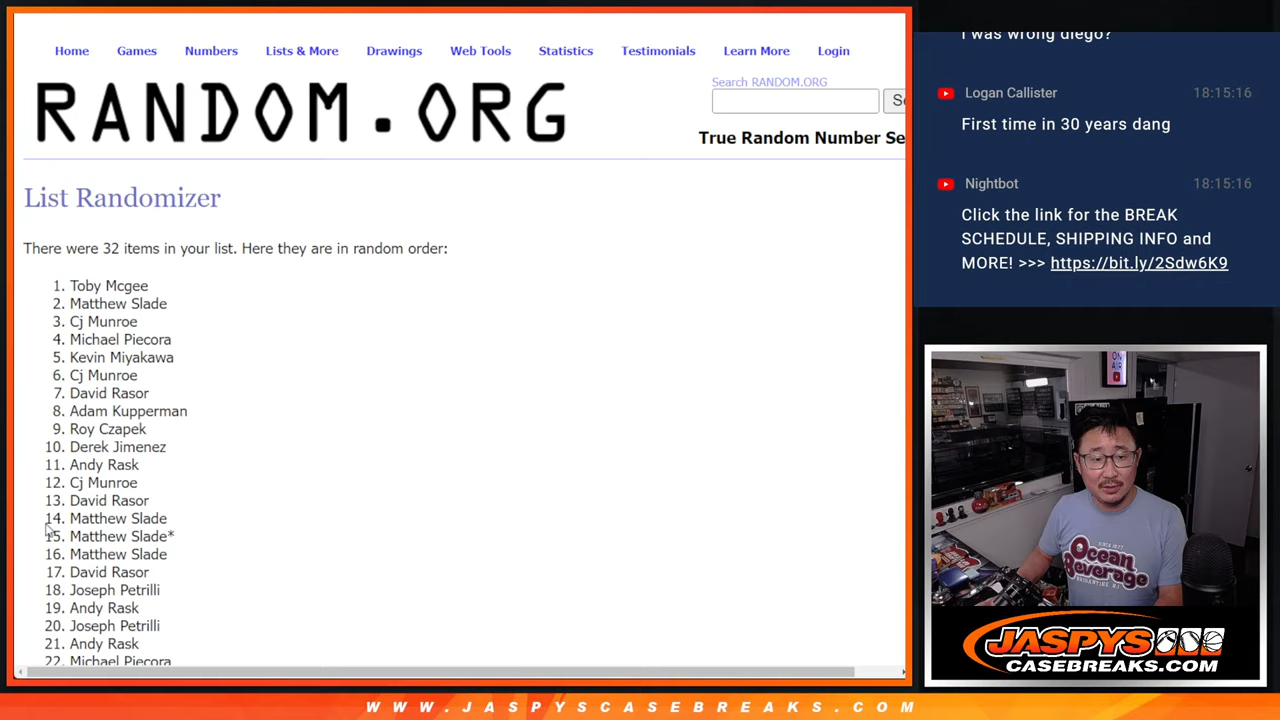 Home Games Numbers Lists & More Drawings Web Tools Statistics Testimonials Learn More Login
RANDOM.ORG
Search RANDOM.ORG
True Random Number Se
List Randomizer
There were 32 items in your list. Here they are in random order:
1. Toby Mcgee
2. Matthew Slade
3. Cj Munroe
4. Michael Piecora
5. Kevin Miyakawa
6. Cj Munroe
7. David Rasor
8. Adam Kupperman
9. Roy Czapek
10. Derek Jimenez
11. Andy Rask
12. Cj Munroe
13. David Rasor
14. Matthew Slade
15. Matthew Slade*
16. Matthew Slade
17. David Rasor
18. Joseph Petrilli
19. Andy Rask
20. Joseph Petrilli
21. Andy Rask
22. Michael Piecora
I was wrong diego?
Logan Callister 18:15:16
First time in 30 years dang
Nightbot 18:15:16
Click the link for the BREAK
SCHEDULE, SHIPPING INFO and
MORE! >>> https://bit.ly/2Sdw6K9
ON
AIR
Ocean
Beverage
JASPYS
CASEBREAKS.COM
WWW.JASPYSCASEBREAKS.COM